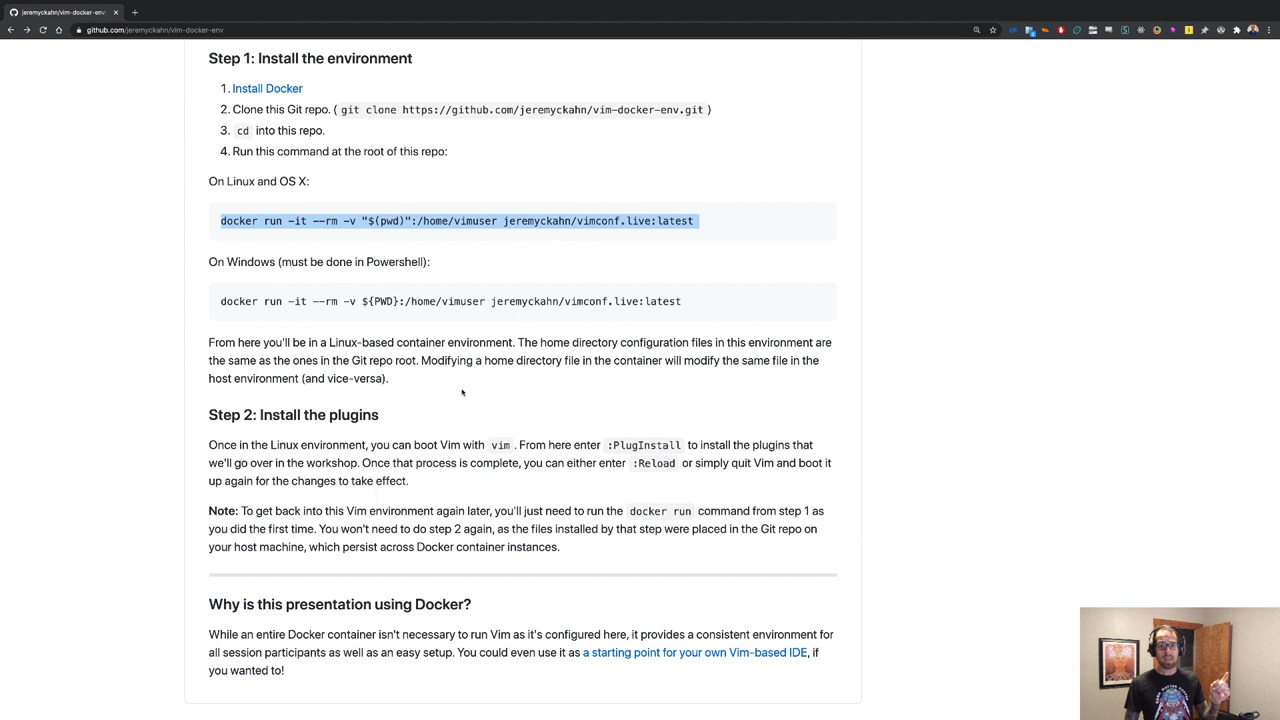 jeremyckahn/vim-docker-env
github.com/jeremyckahn/vim-docker-env
Step 1: Install the environment
1. Install Docker
2. Clone this Git repo. ( git clone https://github.com/jeremyckahn/vim-docker-env.git )
3. cd into this repo.
4. Run this command at the root of this repo:
On Linux and OS X:
docker run -it --rm -v "$(pwd)":/home/vimuser jeremyckahn/vimconf.live:latest
On Windows (must be done in Powershell):
docker run -it --rm -v ${PWD}:/home/vimuser jeremyckahn/vimconf.live:latest
From here you'll be in a Linux-based container environment. The home directory configuration files in this environment are
the same as the ones in the Git repo root. Modifying a home directory file in the container will modify the same file in the
host environment (and vice-versa).
Step 2: Install the plugins
Once in the Linux environment, you can boot Vim with vim . From here enter :PlugInstall to install the plugins that
we'll go over in the workshop. Once that process is complete, you can either enter :Reload or simply quit Vim and boot it
up again for the changes to take effect.
Note: To get back into this Vim environment again later, you'll just need to run the docker run command from step 1 as
you did the first time. You won't need to do step 2 again, as the files installed by that step were placed in the Git repo on
your host machine, which persist across Docker container instances.
Why is this presentation using Docker?
While an entire Docker container isn't necessary to run Vim as it's configured here, it provides a consistent environment for
all session participants as well as an easy setup. You could even use it as a starting point for your own Vim-based IDE, if
you wanted to!